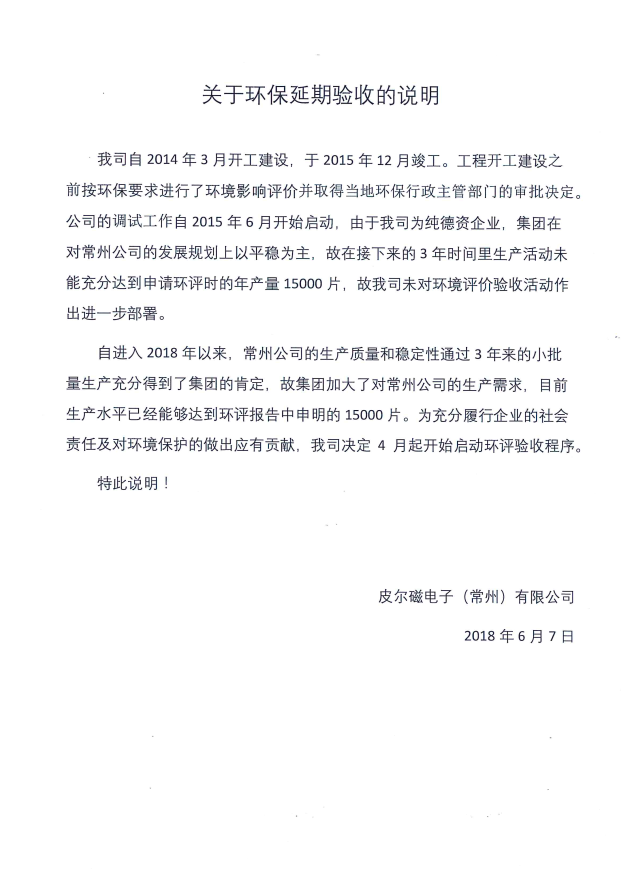 关于环保延期验收的说明
我司自 2014 年 3 月开工建设，于 2015 年 12 月竣工。工程开工建设之
前按环保要求进行了环境影响评价并取得当地环保行政主管部门的审批决定。
公司的调试工作自 2015 年 6 月开始启动，由于我司为纯德资企业，集团在
对常州公司的发展规划上以平稳为主，故在接下来的 3 年时间里生产活动未
能充分达到申请环评时的年产量 15000 片，故我司未对环境评价验收活动作
出进一步部署。
自进入 2018 年以来，常州公司的生产质量和稳定性通过 3 年来的小批
量生产充分得到了集团的肯定，故集团加大了对常州公司的生产需求，目前
生产水平已经能够达到环评报告中申明的 15000 片。为充分履行企业的社会
责任及对环境保护的做出应有贡献，我司决定 4 月起开始启动环评验收程序。
特此说明！
皮尔磁电子（常州）有限公司
2018 年 6 月 7 日